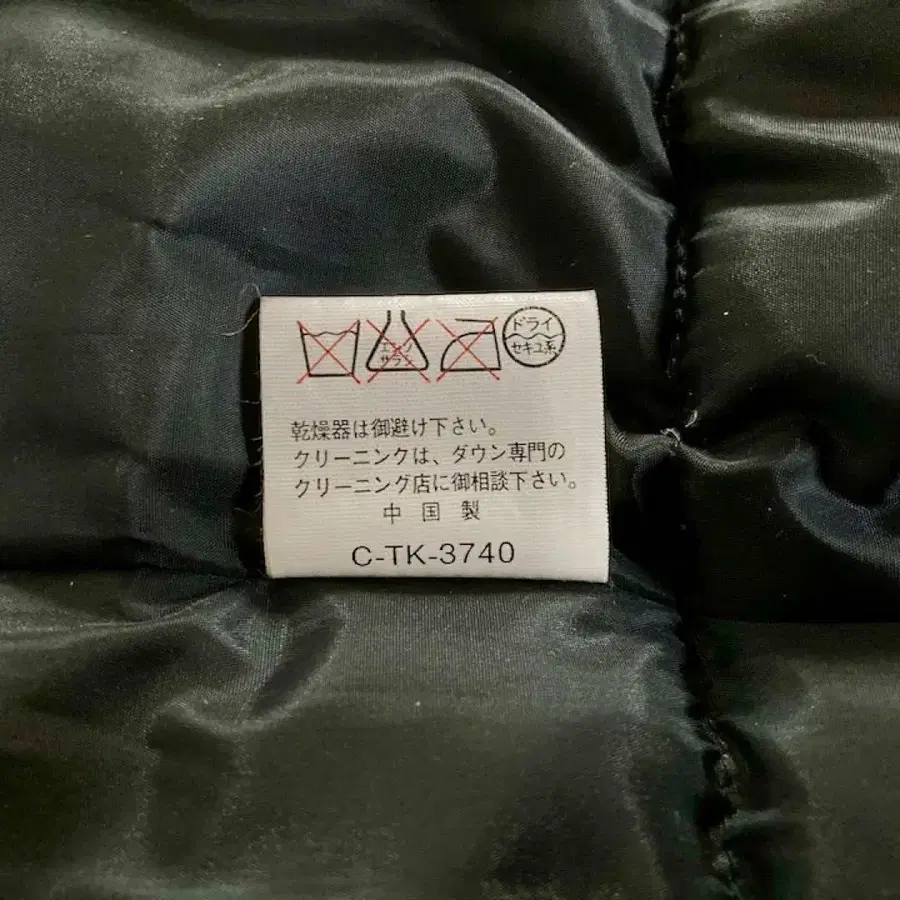 ドライ
セキユ系
エンソ
サラシ
乾燥器は御避け下さい。
クリーニングは、ダウン専門の
クリーニング店に御相談下さい。
中国製
C-TK-3740